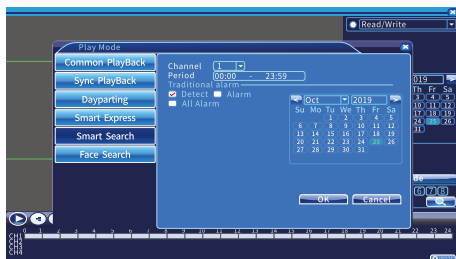 Read/Write
Play Mode
Common PlayBack
Sync PlayBack
Dayparting
Smart Express
Smart Search
Face Search
Channel 1
Period 00:00 - 23:59
Traditional alarm
Detect Alarm
All Alarm
Oct 2019
Su Mo Tu We Th Fr Sa
1 2 3 4 5
6 7 8 9 10 11 12
13 14 15 16 17 18 19
20 21 22 23 24 25 26
27 28 29 30 31
OK Cancel
019
Th Fr Sa
3 4 5
10 11 12
17 18 19
24 25 26
31
6 7 8
0 1 2 3 4 5 6 7 8 9 10 11 12 13 14 15 16 17 18 19 20 21 22 23 24
CH1
CH2
CH3
CH4